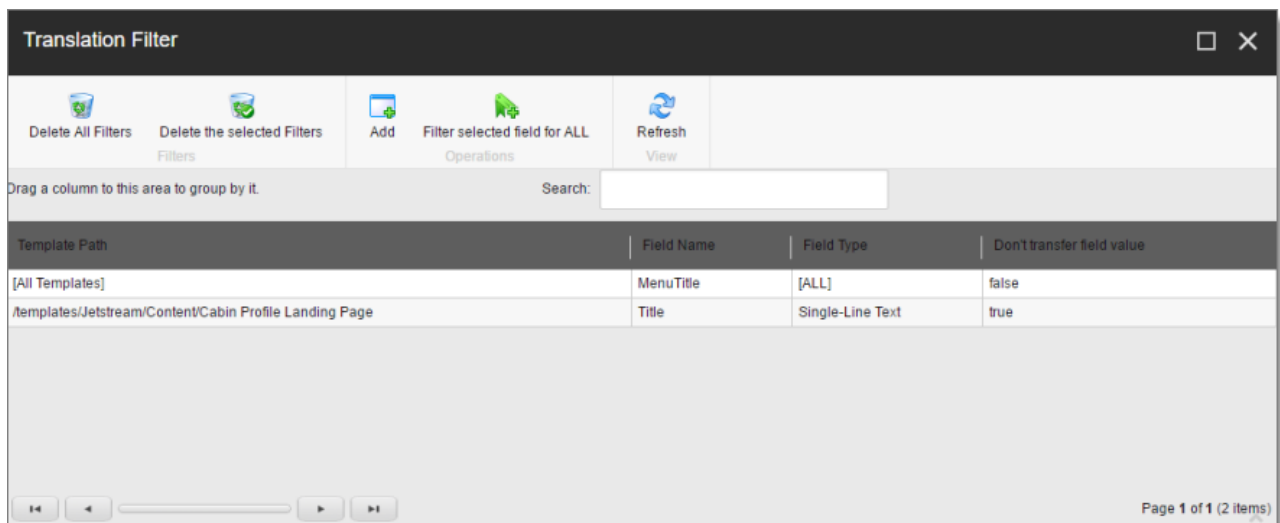 Translation Filter
Delete All Filters Delete the selected Filters Add Filter selected field for ALL Refresh
Filters Operations View
Drag a column to this area to group by it. Search:
Template Path Field Name Field Type Don't transfer field value
[All Templates] MenuTitle [ALL] false
/templates/Jetstream/Content/Cabin Profile Landing Page Title Single-Line Text true
Page 1 of 1 (2 items)